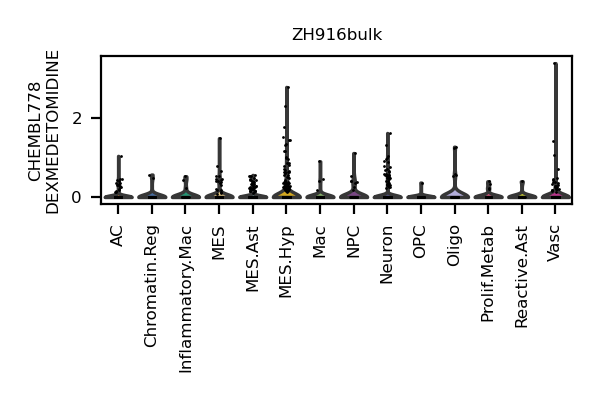 ZH916bulk
CHEMBL778
DEXMEDETOMIDINE
2
0
AC
Chromatin.Reg
Inflammatory.Mac
MES
MES.Ast
MES.Hyp
Mac
NPC
Neuron
OPC
Oligo
Prolif.Metab
Reactive.Ast
Vasc